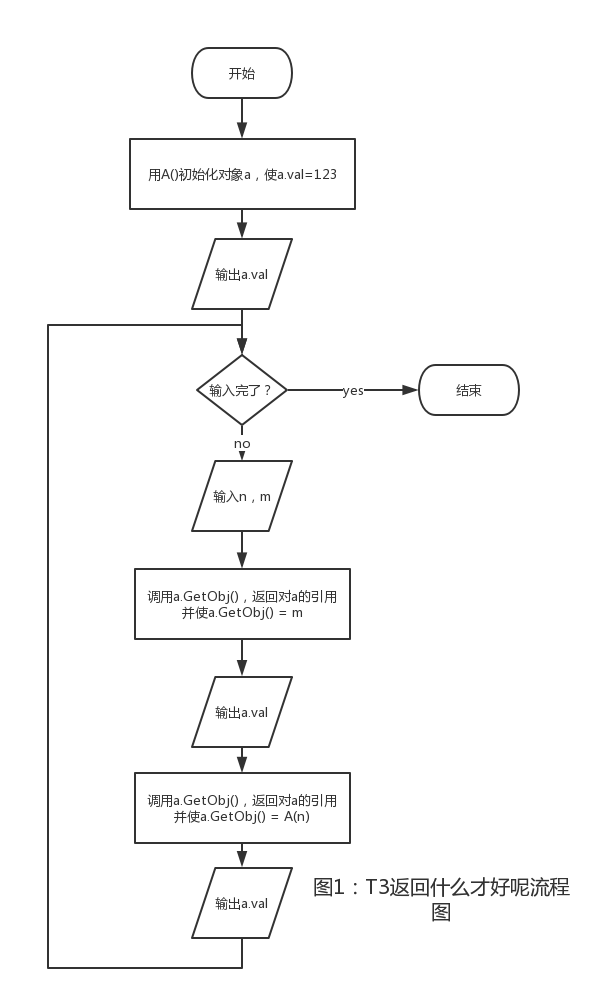 开始
用A()初始化对象a，使a.val=123
输出a.val
输入完了？
yes
结束
no
输入n，m
调用a.GetObj()，返回对a的引用
并使a.GetObj() = m
输出a.val
调用a.GetObj()，返回对a的引用
并使a.GetObj() = A(n)
输出a.val
图1：T3返回什么才好呢流程
图